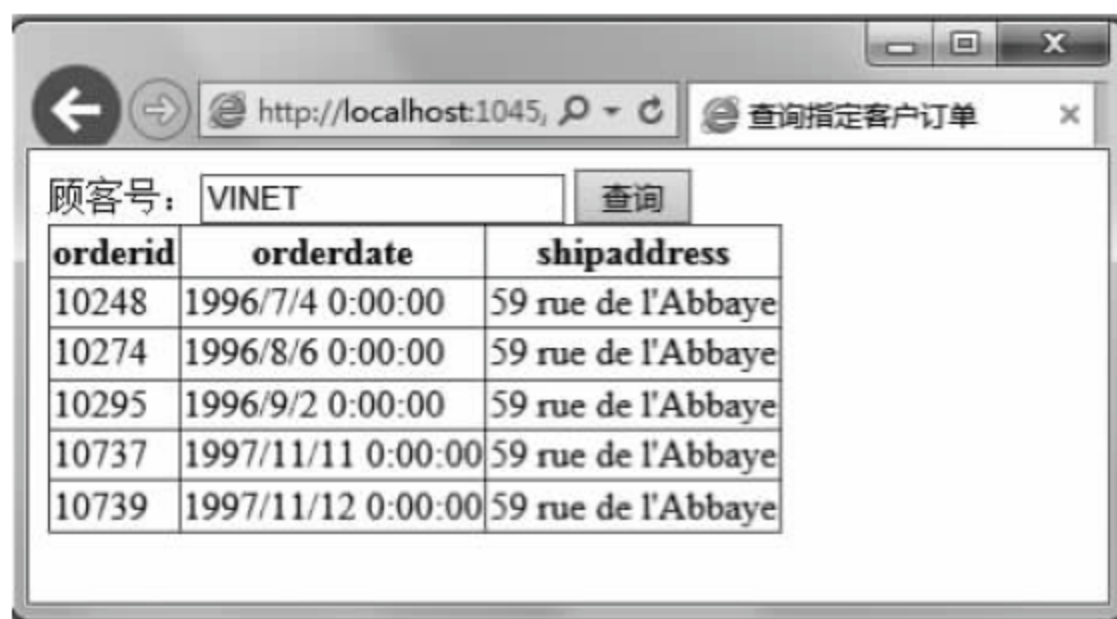 http://localhost:1045, 查询指定客户订单
顾客号： VINET 查询
orderid orderdate shipaddress
10248 1996/7/4 0:00:00 59 rue de l'Abbaye
10274 1996/8/6 0:00:00 59 rue de l'Abbaye
10295 1996/9/2 0:00:00 59 rue de l'Abbaye
10737 1997/11/11 0:00:00 59 rue de l'Abbaye
10739 1997/11/12 0:00:00 59 rue de l'Abbaye